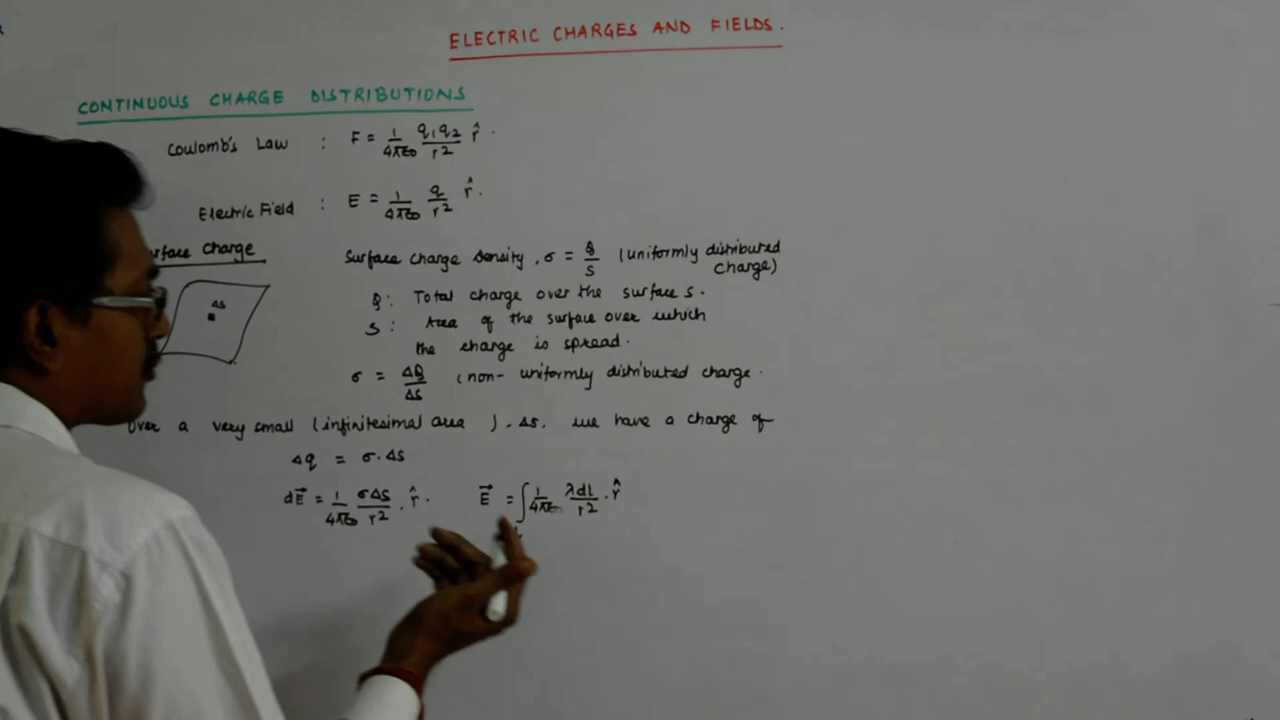 ELECTRIC CHARGES AND FIELDS.
CONTINUOUS CHARGE DISTRIBUTIONS
Coulomb's Law : F = 1/4πε0 q1q2/r2 r̂.
Electric Field : E = 1/4πε0 q/r2 r̂.
rface Charge
Surface charge density, σ = Q/S (uniformly distributed
charge)
ΔS
Q: Total charge over the surface S.
S: Area of the surface over which
the charge is spread.
σ = ΔQ/ΔS (non-uniformly distributed charge.
Over a very small (infinitesimal area ), ΔS. we have a charge of
Δq = σ.ΔS
dE⃗ = 1/4πε0 σΔS/r2 . r̂. E⃗ = ∫ 1/4πε λdl/r2 . r̂